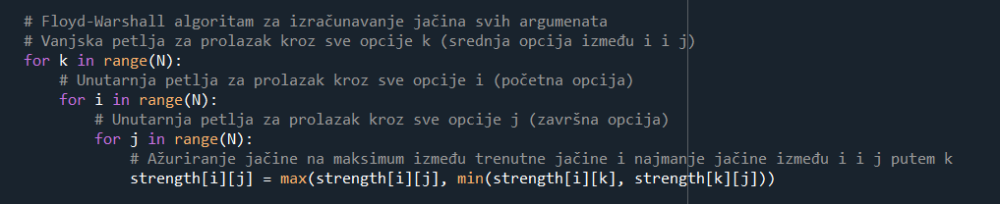 # Floyd-Warshall algoritam za izračunavanje jačina svih argumenata
# Vanjska petlja za prolazak kroz sve opcije k (srednja opcija između i i j)
for k in range(N):
    # Unutarnja petlja za prolazak kroz sve opcije i (početna opcija)
    for i in range(N):
        # Unutarnja petlja za prolazak kroz sve opcije j (završna opcija)
        for j in range(N):
            # Ažuriranje jačine na maksimum između trenutne jačine i najmanje jačine između i i j putem k
            strength[i][j] = max(strength[i][j], min(strength[i][k], strength[k][j]))